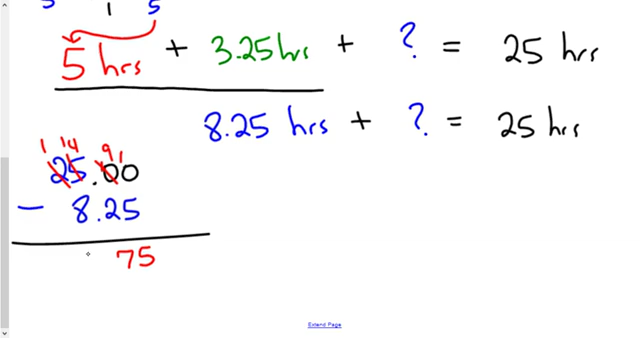 5 1 5
5 hrs + 3.25 hrs + ? = 25 hrs
8.25 hrs + ? = 25 hrs
1 14 9 1
25.00
- 8.25
75
Extend Page